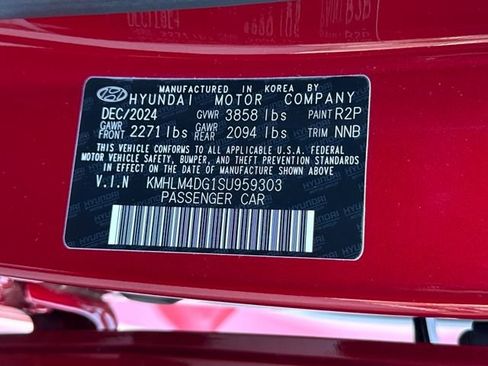 MANUFACTURED IN KOREA BY
HYUNDAI MOTOR COMPANY
DEC/2024 GVWR 3858 lbs PAINT R2P
GAWR FRONT 2271 lbs GAWR REAR 2094 lbs TRIM NNB
THIS VEHICLE CONFORMS TO ALL APPLICABLE U.S.A. FEDERAL
MOTOR VEHICLE SAFETY, BUMPER, AND THEFT PREVENTION STANDARDS
IN EFFECT ON THE DATE OF MANUFACTURE SHOWN ABOVE.
V.I.N KMHLM4DG1SU959303
PASSENGER CAR